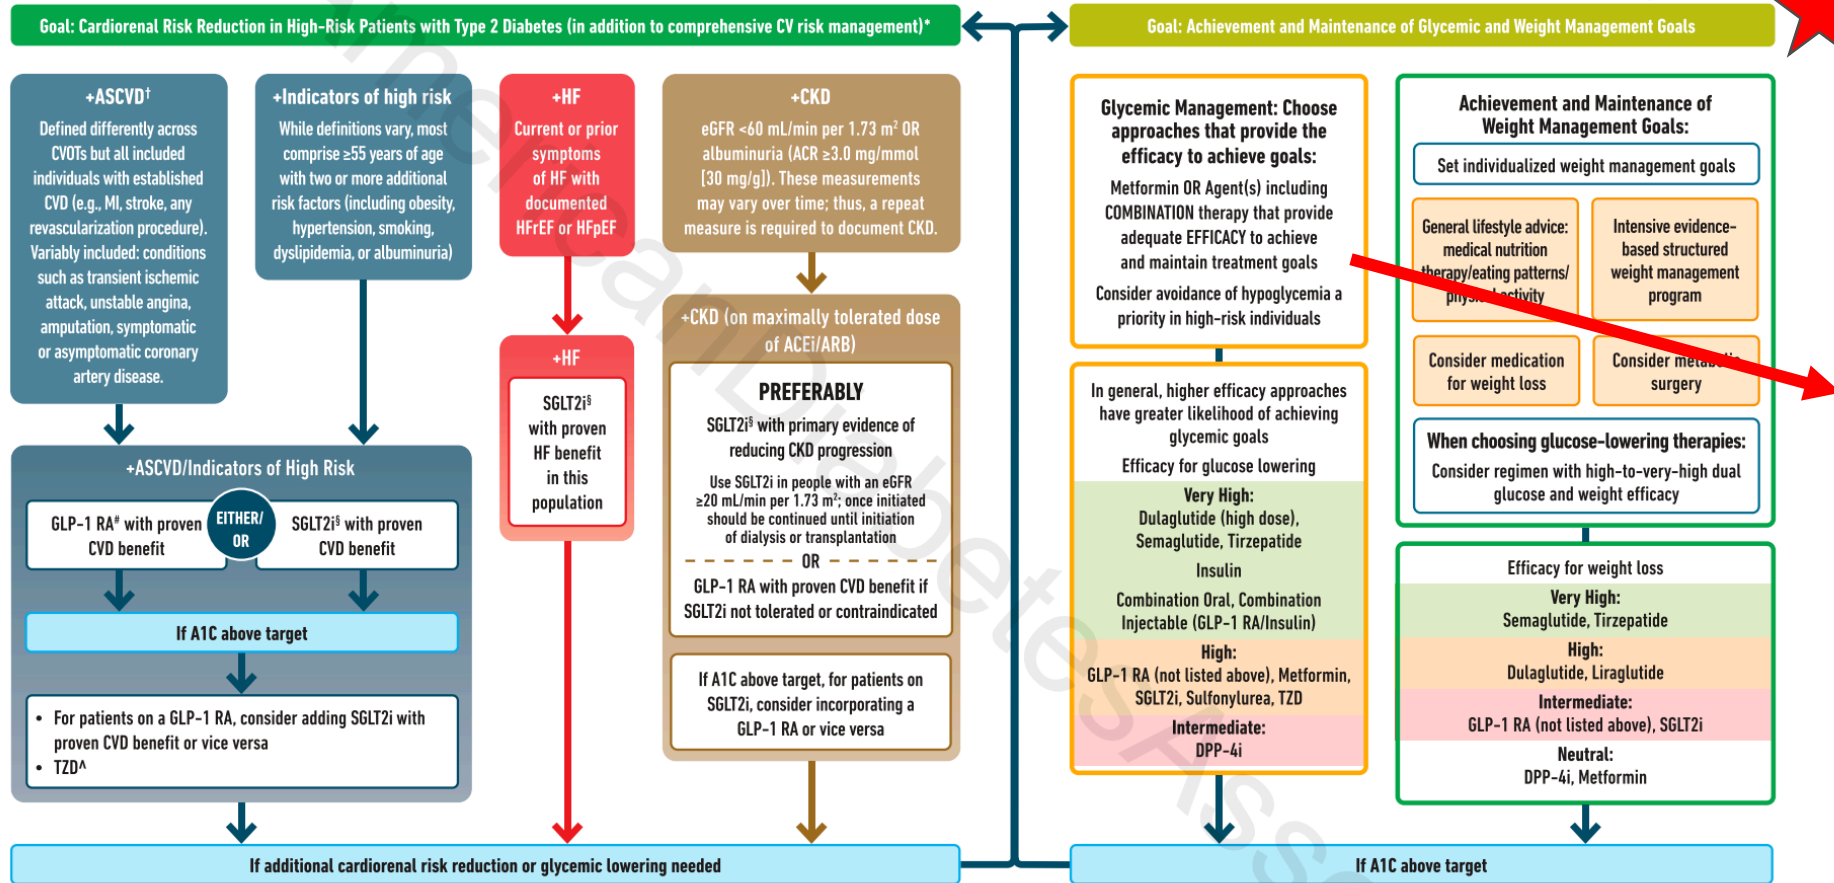 Goal: Cardiorenal Risk Reduction in High-Risk Patients with Type 2 Diabetes (in addition to comprehensive CV risk management)*
+ASCVD†
Defined differently across
CVOTs but all included
individuals with established
CVD (e.g., MI, stroke, any
revascularization procedure).
Variably included: conditions
such as transient ischemic
attack, unstable angina,
amputation, symptomatic
or asymptomatic coronary
artery disease.
+Indicators of high risk
While definitions vary, most
comprise ≥55 years of age
with two or more additional
risk factors (including obesity,
hypertension, smoking,
dyslipidemia, or albuminuria)
+ASCVD/Indicators of High Risk
GLP-1 RA# with proven
CVD benefit
EITHER/
OR
SGLT2i§ with proven
CVD benefit
If A1C above target
• For patients on a GLP-1 RA, consider adding SGLT2i with
proven CVD benefit or vice versa
• TZD^
+HF
Current or prior
symptoms
of HF with
documented
HFrEF or HFpEF
+HF
SGLT2i§
with proven
HF benefit
in this
population
+CKD
eGFR <60 mL/min per 1.73 m² OR
albuminuria (ACR ≥3.0 mg/mmol
[30 mg/g]). These measurements
may vary over time; thus, a repeat
measure is required to document CKD.
+CKD (on maximally tolerated dose
of ACEi/ARB)
PREFERABLY
SGLT2i§ with primary evidence of
reducing CKD progression
Use SGLT2i in people with an eGFR
≥20 mL/min per 1.73 m²; once initiated
should be continued until initiation
of dialysis or transplantation
OR
GLP-1 RA with proven CVD benefit if
SGLT2i not tolerated or contraindicated
If A1C above target, for patients on
SGLT2i, consider incorporating a
GLP-1 RA or vice versa
If additional cardiorenal risk reduction or glycemic lowering needed
Goal: Achievement and Maintenance of Glycemic and Weight Management Goals
Glycemic Management: Choose
approaches that provide the
efficacy to achieve goals:
Metformin OR Agent(s) including
COMBINATION therapy that provide
adequate EFFICACY to achieve
and maintain treatment goals
Consider avoidance of hypoglycemia a
priority in high-risk individuals
In general, higher efficacy approaches
have greater likelihood of achieving
glycemic goals
Efficacy for glucose lowering
Very High:
Dulaglutide (high dose),
Semaglutide, Tirzepatide
Insulin
Combination Oral, Combination
Injectable (GLP-1 RA/Insulin)
High:
GLP-1 RA (not listed above), Metformin,
SGLT2i, Sulfonylurea, TZD
Intermediate:
DPP-4i
Achievement and Maintenance of
Weight Management Goals:
Set individualized weight management goals
General lifestyle advice:
medical nutrition
therapy/eating patterns/
physical activity
Intensive evidence-
based structured
weight management
program
Consider medication
for weight loss
Consider metabolic
surgery
When choosing glucose-lowering therapies:
Consider regimen with high-to-very-high dual
glucose and weight efficacy
Efficacy for weight loss
Very High:
Semaglutide, Tirzepatide
High:
Dulaglutide, Liraglutide
Intermediate:
GLP-1 RA (not listed above), SGLT2i
Neutral:
DPP-4i, Metformin
If A1C above target